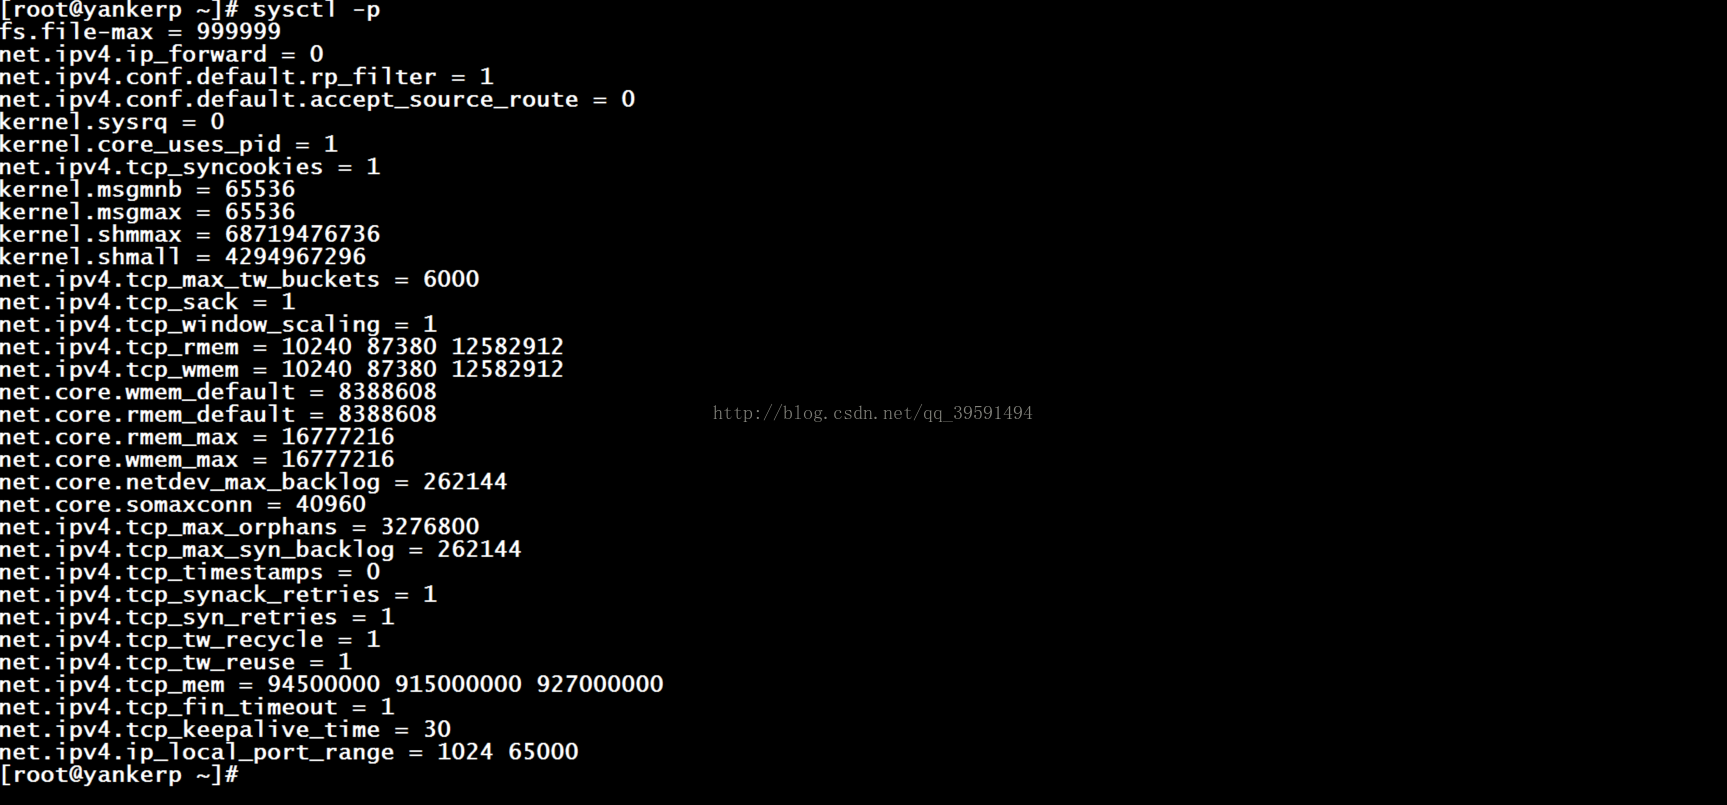 [root@yankerp ~]# sysctl -p
fs.file-max = 999999
net.ipv4.ip_forward = 0
net.ipv4.conf.default.rp_filter = 1
net.ipv4.conf.default.accept_source_route = 0
kernel.sysrq = 0
kernel.core_uses_pid = 1
net.ipv4.tcp_syncookies = 1
kernel.msgmnb = 65536
kernel.msgmax = 65536
kernel.shmmax = 68719476736
kernel.shmall = 4294967296
net.ipv4.tcp_max_tw_buckets = 6000
net.ipv4.tcp_sack = 1
net.ipv4.tcp_window_scaling = 1
net.ipv4.tcp_rmem = 10240 87380 12582912
net.ipv4.tcp_wmem = 10240 87380 12582912
net.core.wmem_default = 8388608
net.core.rmem_default = 8388608
http://blog.csdn.net/qq_39591494
net.core.rmem_max = 16777216
net.core.wmem_max = 16777216
net.core.netdev_max_backlog = 262144
net.core.somaxconn = 40960
net.ipv4.tcp_max_orphans = 3276800
net.ipv4.tcp_max_syn_backlog = 262144
net.ipv4.tcp_timestamps = 0
net.ipv4.tcp_synack_retries = 1
net.ipv4.tcp_syn_retries = 1
net.ipv4.tcp_tw_recycle = 1
net.ipv4.tcp_tw_reuse = 1
net.ipv4.tcp_mem = 94500000 915000000 927000000
net.ipv4.tcp_fin_timeout = 1
net.ipv4.tcp_keepalive_time = 30
net.ipv4.ip_local_port_range = 1024 65000
[root@yankerp ~]#